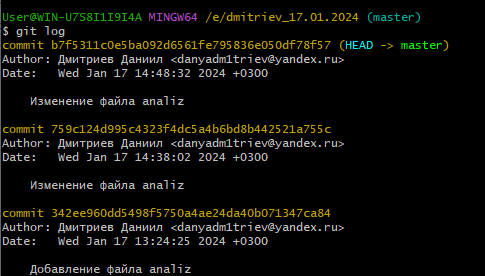 User@WIN-U7S8I1I9I4A MINGW64 /e/dmitriev_17.01.2024 (master)
$ git log
commit b7f5311c0e5ba092d6561fe795836e050df78f57 (HEAD -> master)
Author: Дмитриев Даниил <danyadm1triev@yandex.ru>
Date:   Wed Jan 17 14:48:32 2024 +0300
    Изменение файла analiz
commit 759c124d995c4323f4dc5a4b6bd8b442521a755c
Author: Дмитриев Даниил <danyadm1triev@yandex.ru>
Date:   Wed Jan 17 14:38:02 2024 +0300
    Изменение файла analiz
commit 342ee960dd5498f5750a4ae24da40b071347ca84
Author: Дмитриев Даниил <danyadm1triev@yandex.ru>
Date:   Wed Jan 17 13:24:25 2024 +0300
    Добавление файла analiz